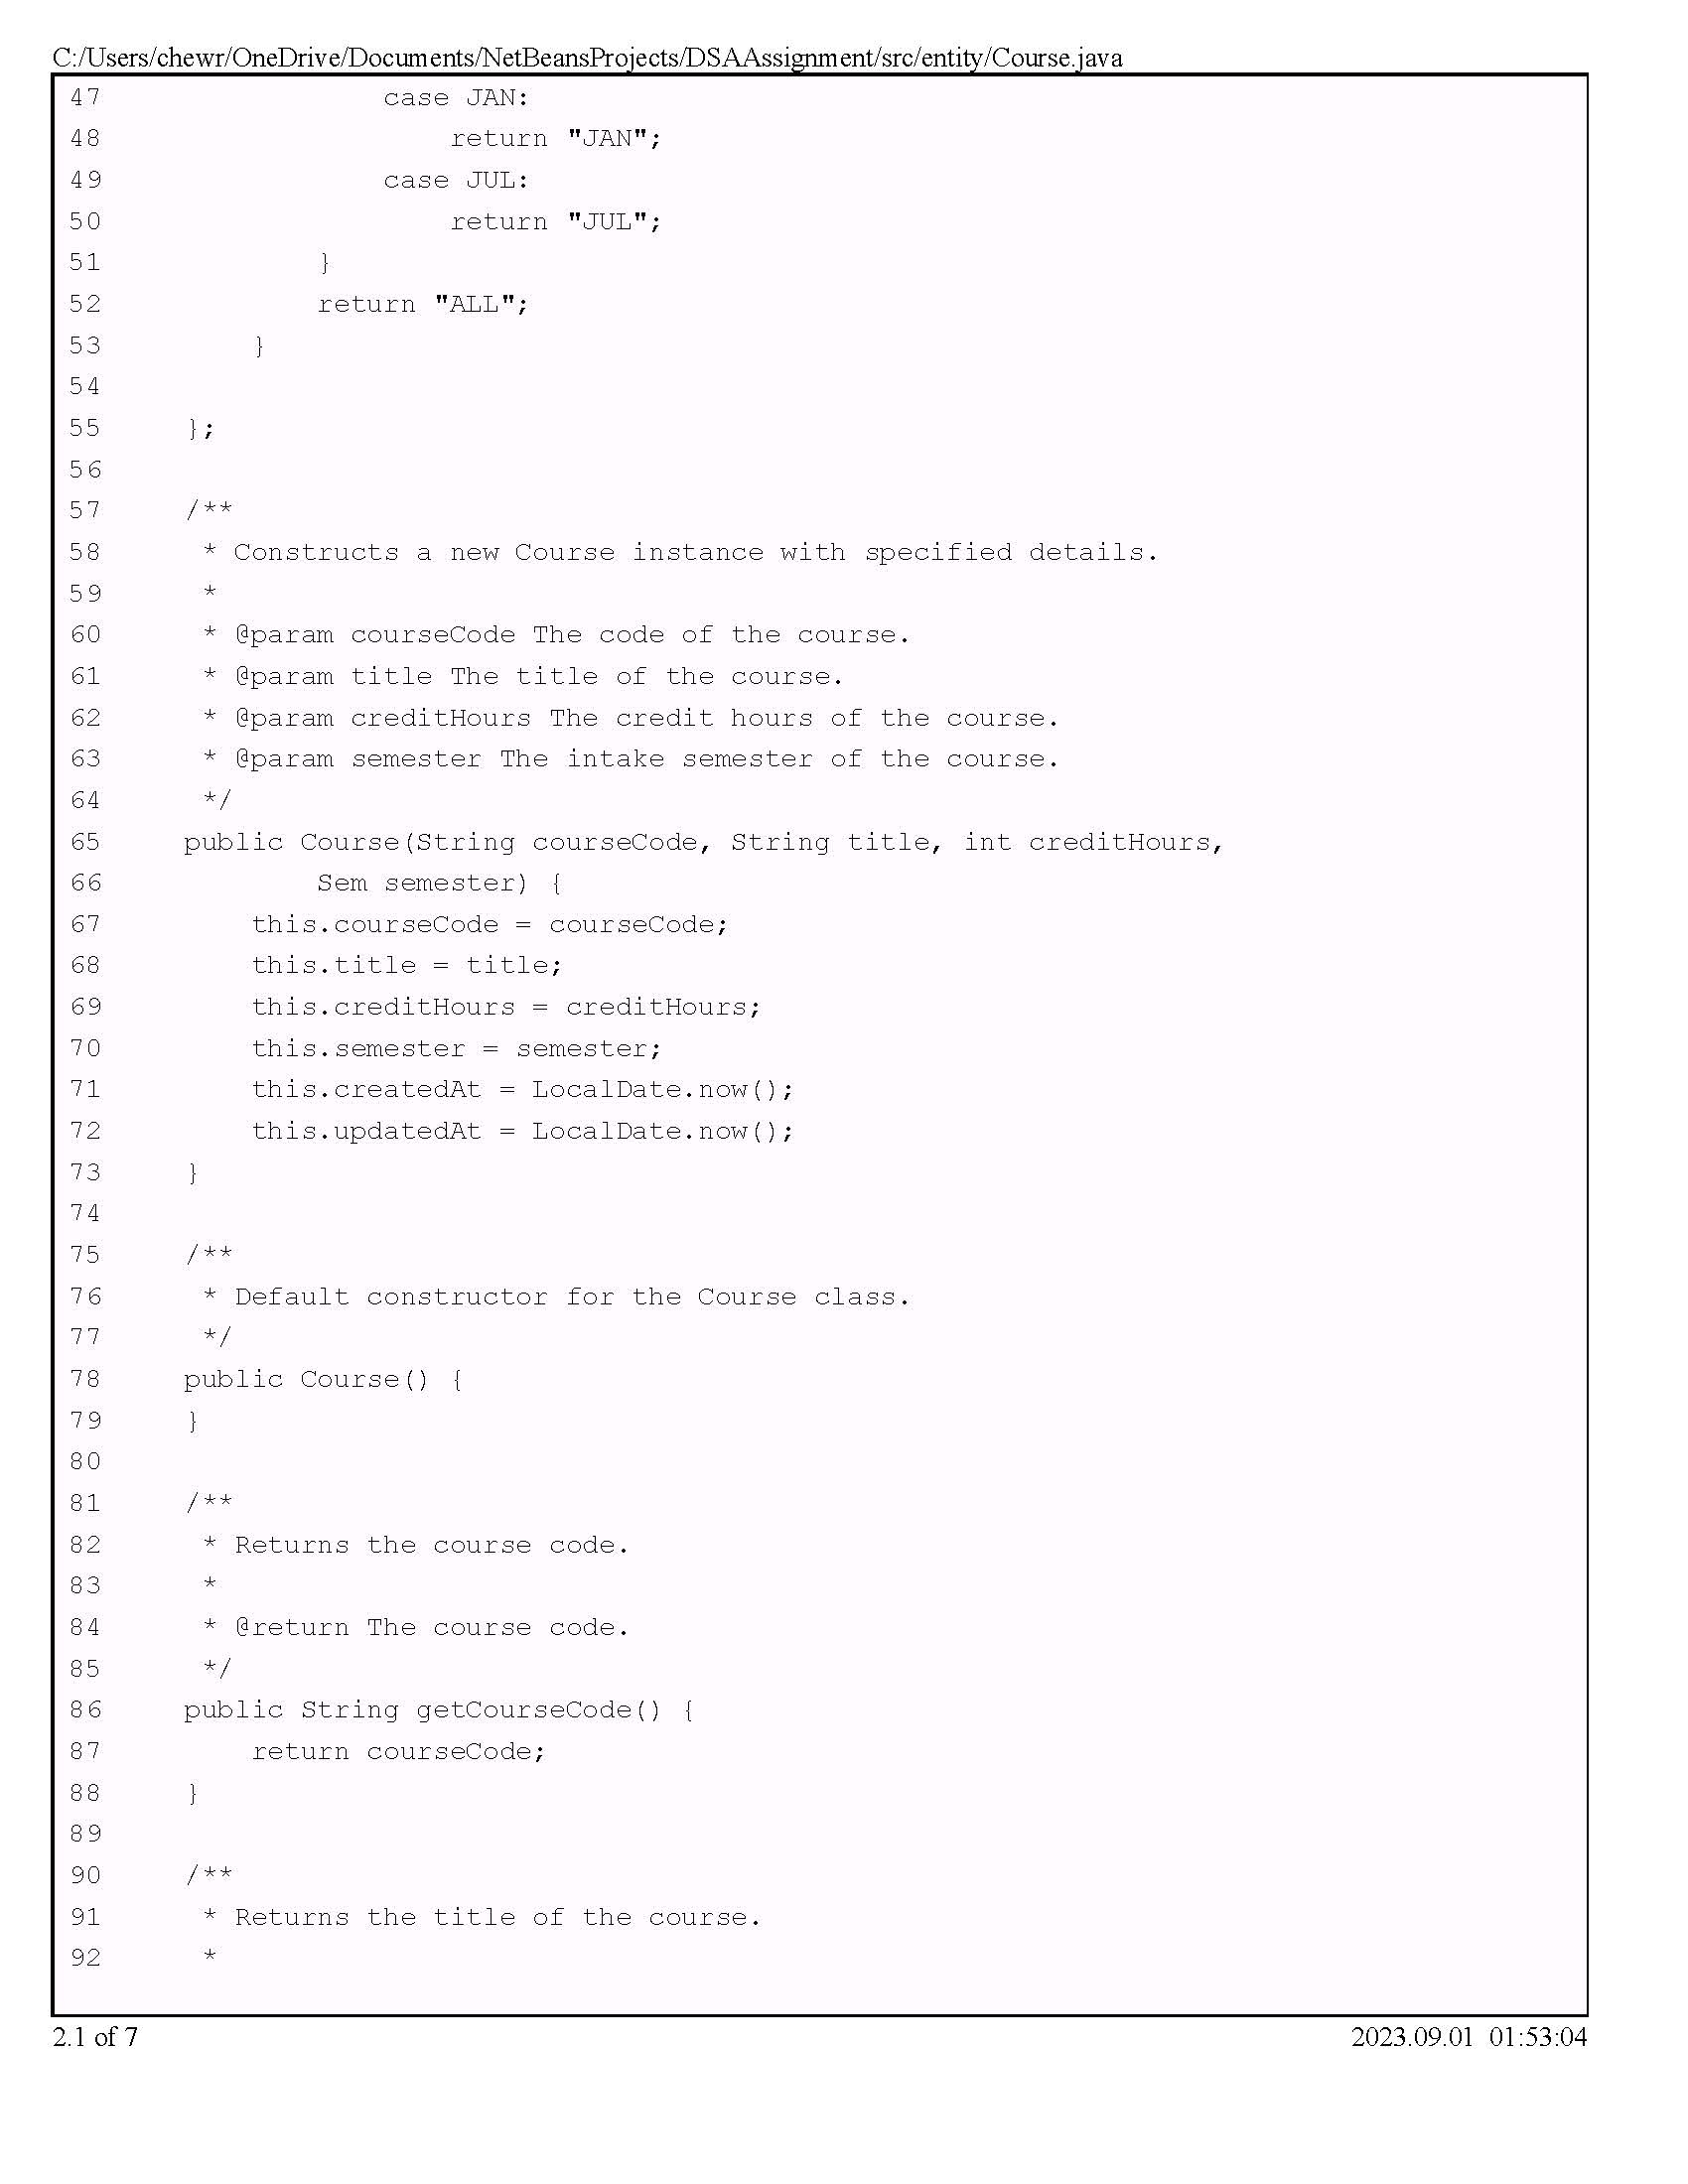 C:/Users/chewr/OneDrive/Documents/NetBeansProjects/DSAAssignment/src/entity/Course.java
47                 case JAN:
48                     return "JAN";
49                 case JUL:
50                     return "JUL";
51             }
52             return "ALL";
53         }
54
55     };
56
57     /**
58      * Constructs a new Course instance with specified details.
59      *
60      * @param courseCode The code of the course.
61      * @param title The title of the course.
62      * @param creditHours The credit hours of the course.
63      * @param semester The intake semester of the course.
64      */
65     public Course(String courseCode, String title, int creditHours,
66             Sem semester) {
67         this.courseCode = courseCode;
68         this.title = title;
69         this.creditHours = creditHours;
70         this.semester = semester;
71         this.createdAt = LocalDate.now();
72         this.updatedAt = LocalDate.now();
73     }
74
75     /**
76      * Default constructor for the Course class.
77      */
78     public Course() {
79     }
80
81     /**
82      * Returns the course code.
83      *
84      * @return The course code.
85      */
86     public String getCourseCode() {
87         return courseCode;
88     }
89
90     /**
91      * Returns the title of the course.
92      *
2.1 of 7 2023.09.01 01:53:04